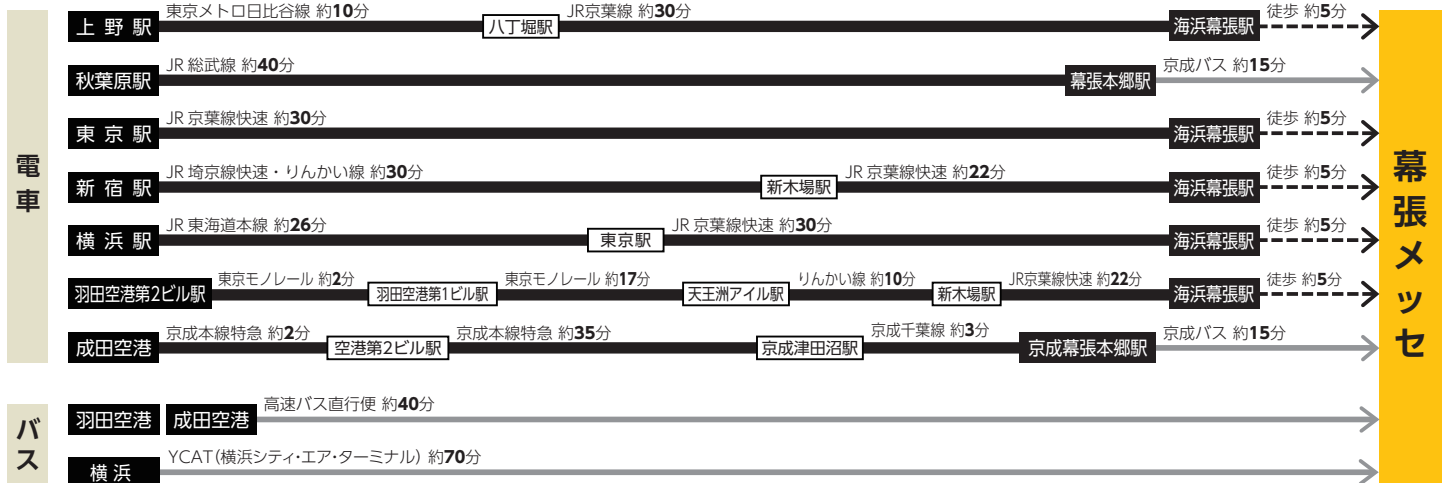 電車
上野駅 東京メトロ日比谷線 約10分 八丁堀駅 JR京葉線 約30分 海浜幕張駅 徒歩 約5分
秋葉原駅 JR 総武線 約40分 幕張本郷駅 京成バス 約15分
東京駅 JR 京葉線快速 約30分 海浜幕張駅 徒歩 約5分
新宿駅 JR 埼京線快速・りんかい線 約30分 新木場駅 JR 京葉線快速 約22分 海浜幕張駅 徒歩 約5分
横浜駅 JR 東海道本線 約26分 東京駅 JR 京葉線快速 約30分 海浜幕張駅 徒歩 約5分
羽田空港第2ビル駅 東京モノレール 約2分 羽田空港第1ビル駅 東京モノレール 約17分 天王洲アイル駅 りんかい線 約10分 新木場駅 JR京葉線快速 約22分 海浜幕張駅 徒歩 約5分
成田空港 京成本線特急 約2分 空港第2ビル駅 京成本線特急 約35分 京成津田沼駅 京成千葉線 約3分 京成幕張本郷駅 京成バス 約15分
バス
羽田空港 成田空港 高速バス直行便 約40分
横浜 YCAT(横浜シティ・エア・ターミナル) 約70分
幕張メッセ